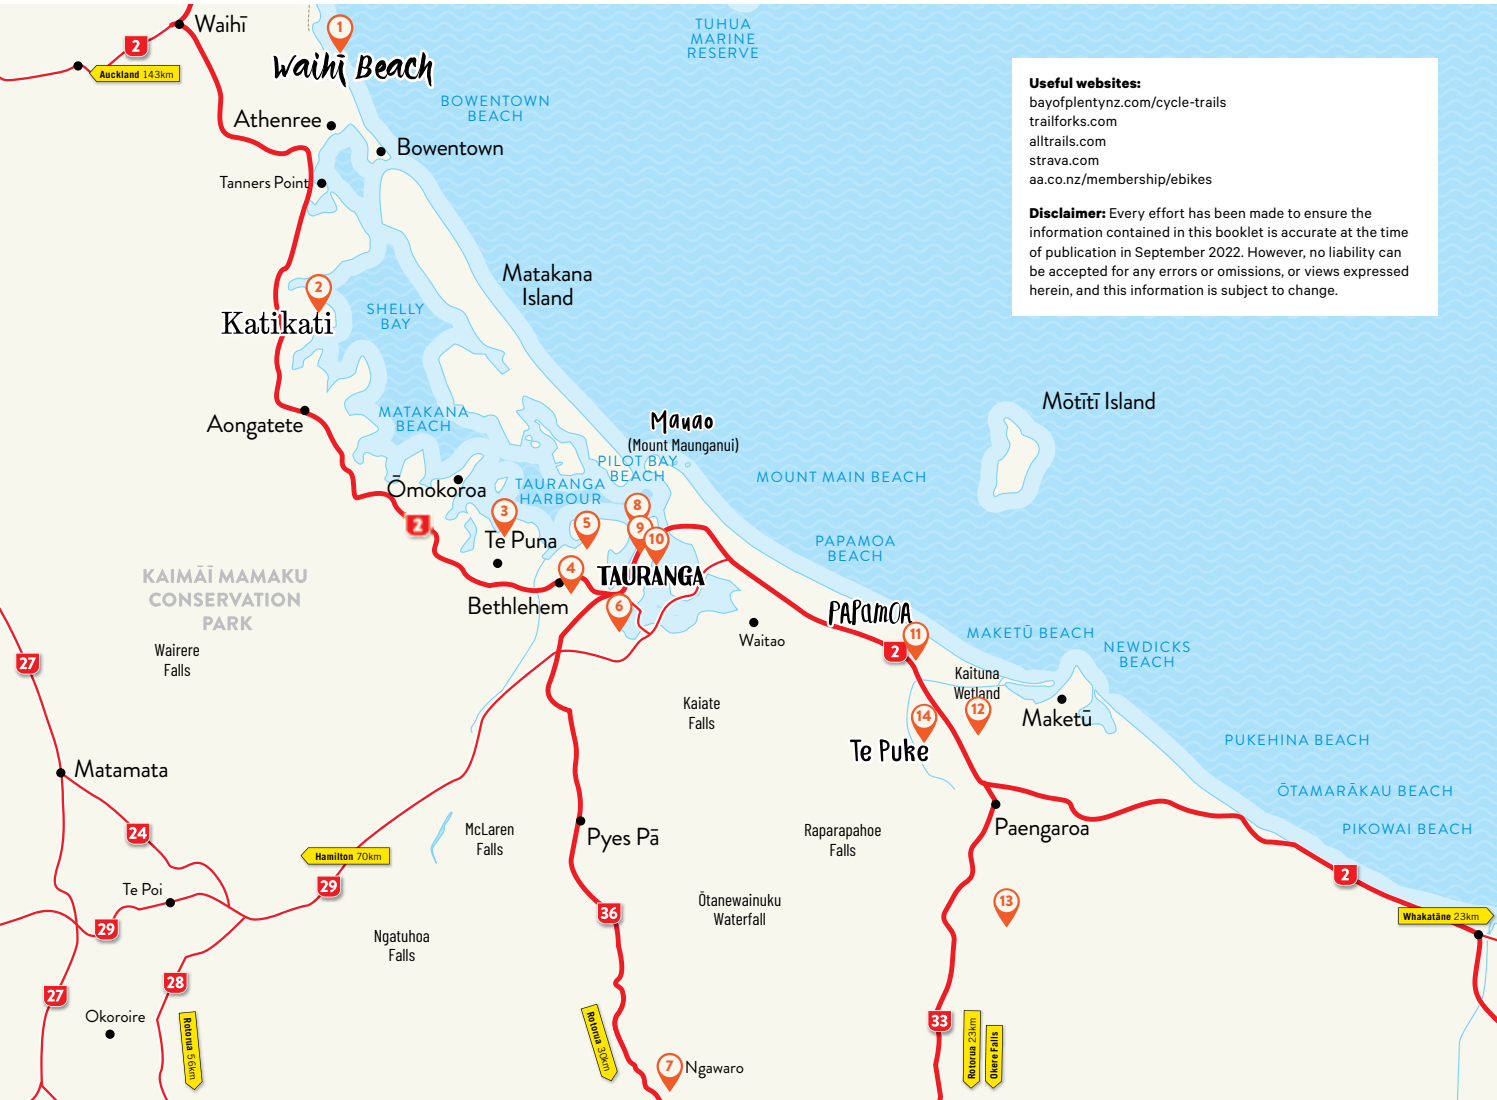 Waihī
1
TUHUA
MARINE
RESERVE
2
Auckland 143km
Waihī Beach
BOWENTOWN
BEACH
Athenree
Bowentown
Tanners Point
Useful websites:
bayofplentynz.com/cycle-trails
trailforks.com
alltrails.com
strava.com
aa.co.nz/membership/ebikes
Disclaimer: Every effort has been made to ensure the
information contained in this booklet is accurate at the time
of publication in September 2022. However, no liability can
be accepted for any errors or omissions, or views expressed
herein, and this information is subject to change.
Matakana
Island
2
Katikati
SHELLY
BAY
Mōtītī Island
Aongatete
MATAKANA
BEACH
Mauao
(Mount Maunganui)
PILOT BAY
BEACH
MOUNT MAIN BEACH
Ōmokoroa
TAURANGA
HARBOUR
3
5
8
9
10
2
Te Puna
PAPAMOA
BEACH
KAIMĀĪ MAMAKU
CONSERVATION
PARK
4
TAURANGA
Bethlehem
6
Waitao
PAPAMOA
11
2
MAKETŪ BEACH
NEWDICKS
BEACH
Wairere
Falls
27
Kaiate
Falls
Kaituna
Wetland
12
14
Maketū
Te Puke
PUKEHINA BEACH
Matamata
ŌTAMARĀKAU BEACH
PIKOWAI BEACH
24
McLaren
Falls
Pyes Pā
Raparapahoe
Falls
Paengaroa
Hamilton 70km
29
2
Te Poi
29
36
Ōtanewainuku
Waterfall
13
Whakatāne 23km
Ngatuhoa
Falls
28
27
Okoroire
Rotorua 56km
Rotorua 30km
33
Rotorua 23km
Okere Falls
7
Ngawaro